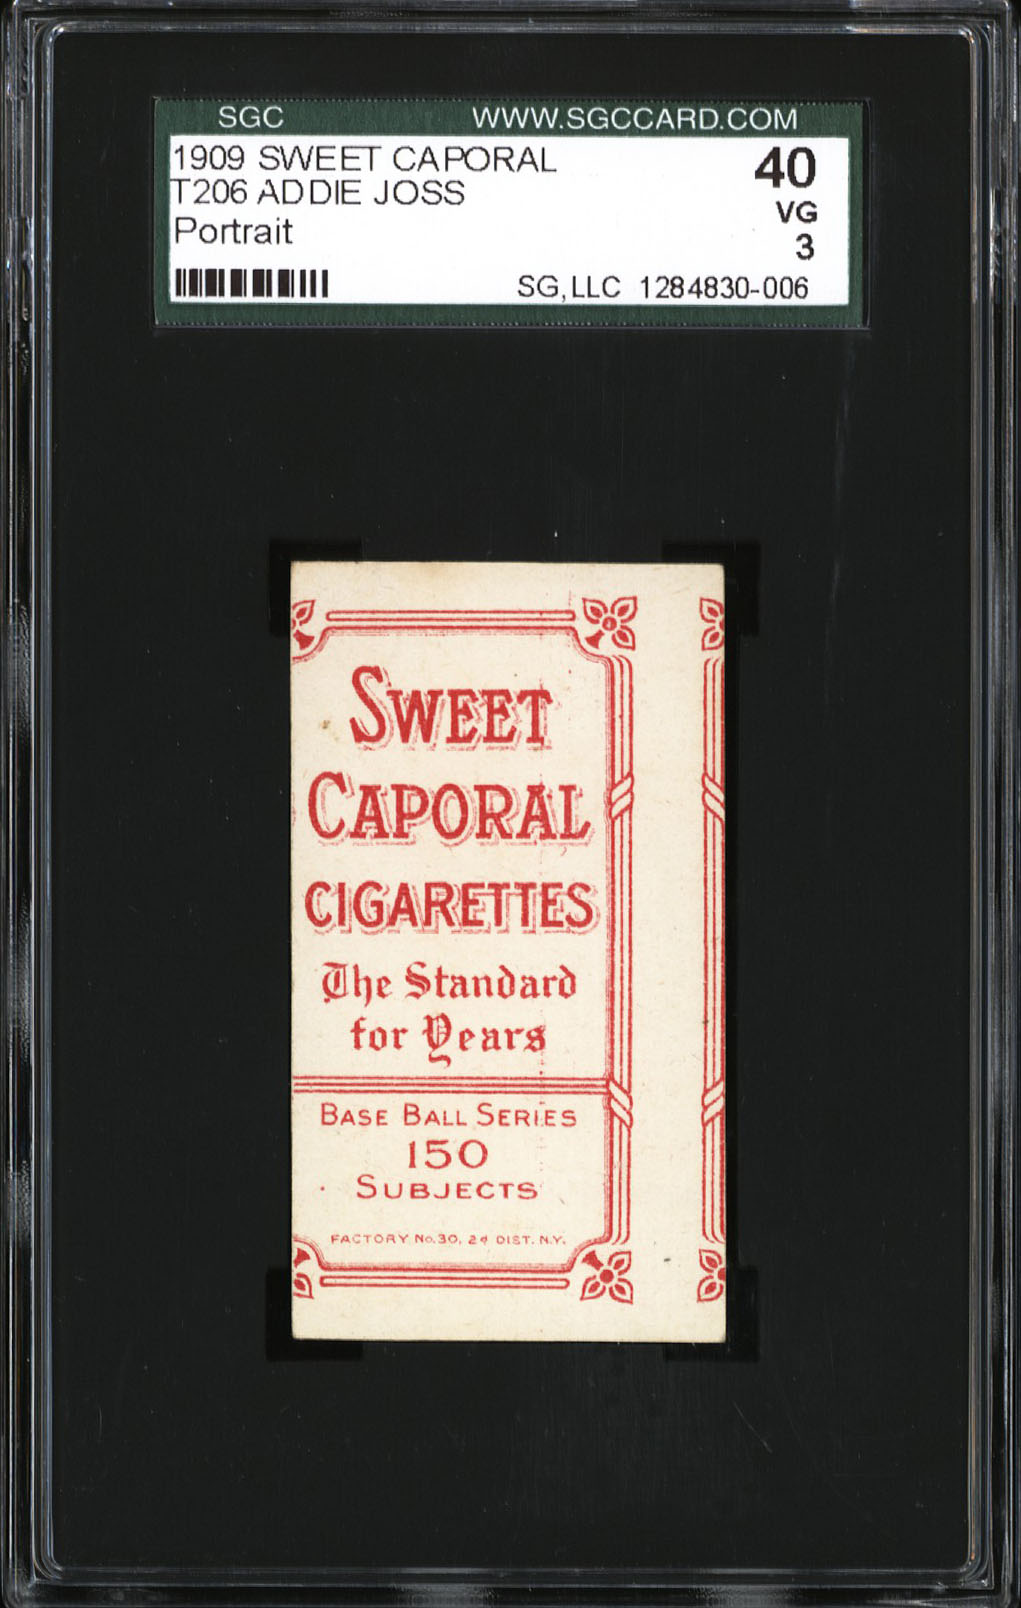 SGC WWW.SGCCARD.COM
1909 SWEET CAPORAL 40
T206 ADDIE JOSS VG
Portrait 3
SG,LLC 1284830-006
SWEET
CAPORAL
CIGARETTES
The Standard
for Years
BASE BALL SERIES
150
SUBJECTS
FACTORY No. 30, 2d DIST. N.Y.